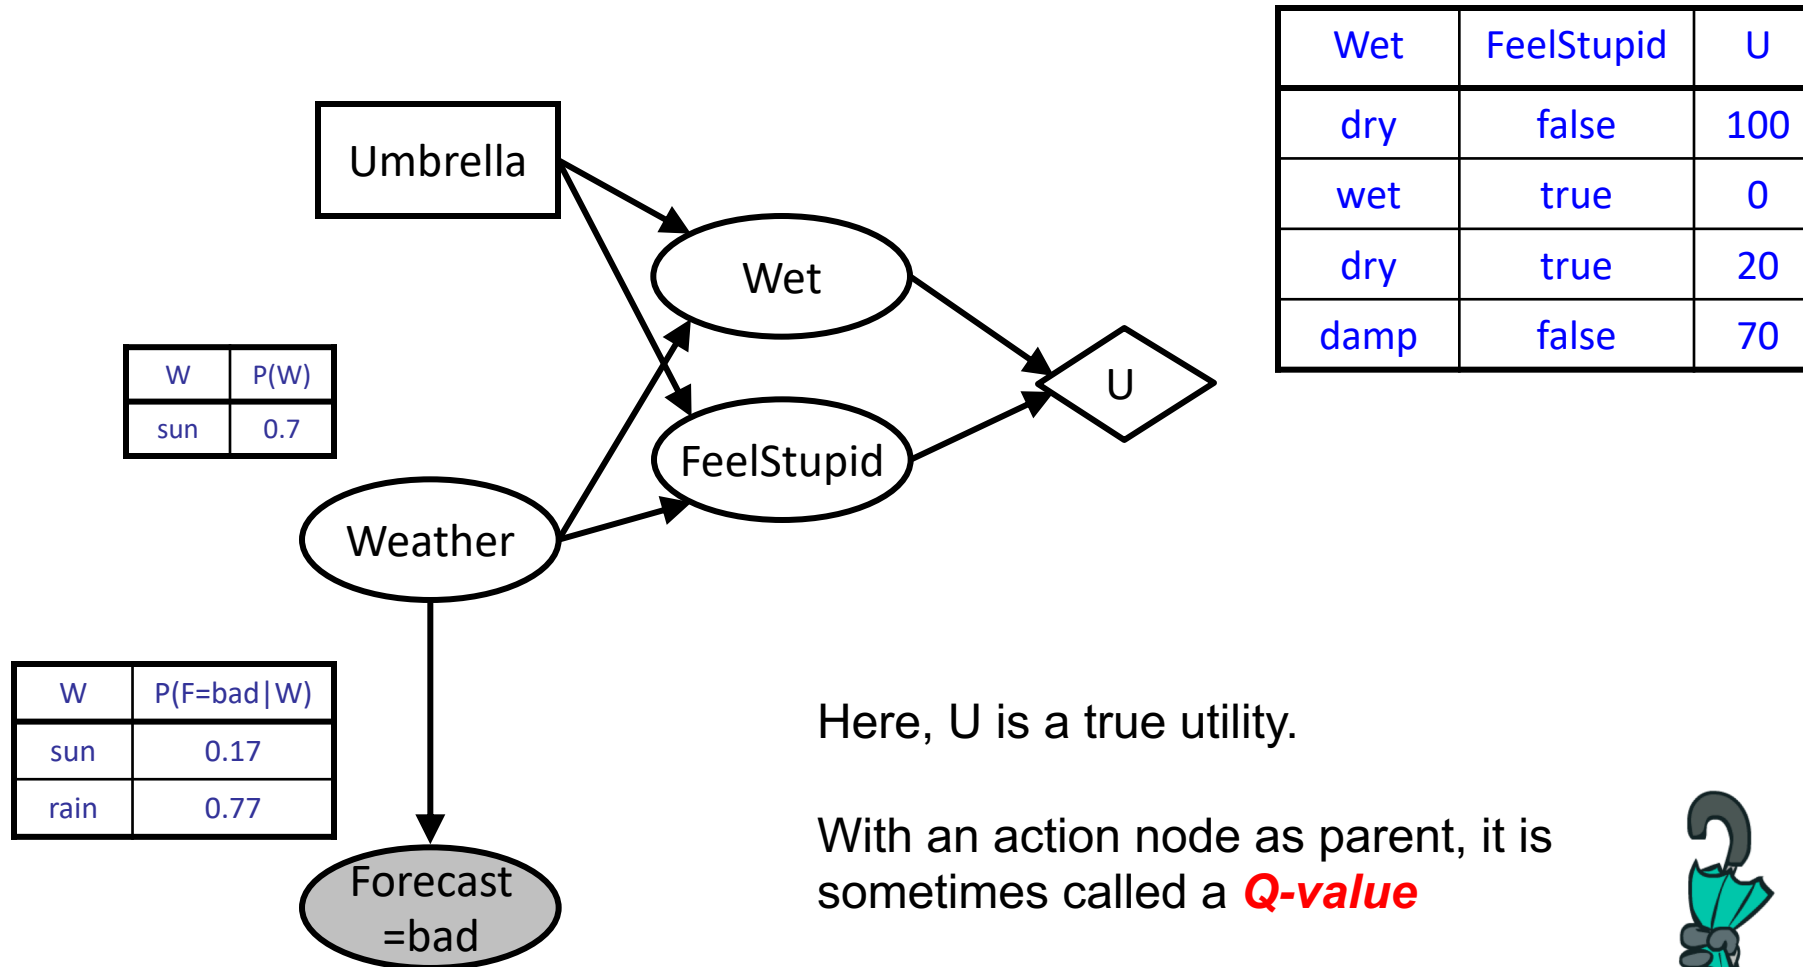 Wet FeelStupid U
dry false 100
wet true 0
dry true 20
damp false 70
Umbrella
Wet
U
W P(W)
sun 0.7
FeelStupid
Weather
W P(F=bad|W)
sun 0.17
rain 0.77
Forecast
=bad
Here, U is a true utility.
With an action node as parent, it is
sometimes called a Q-value